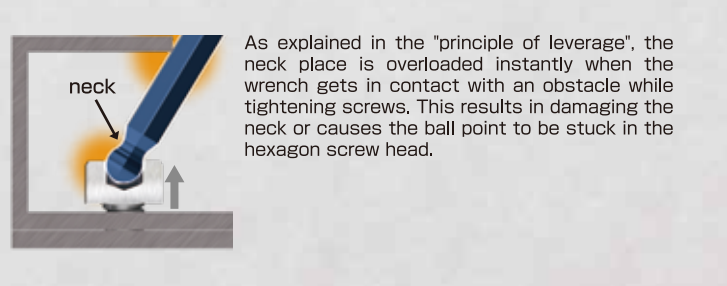 neck
As explained in the "principle of leverage", the
neck place is overloaded instantly when the
wrench gets in contact with an obstacle while
tightening screws. This results in damaging the
neck or causes the ball point to be stuck in the
hexagon screw head.